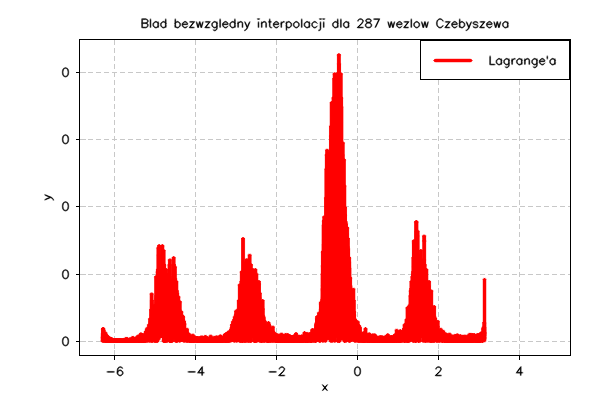 Blad bezwzgledny interpolacji dla 287 wezlow Czebyszewa
Lagrange'a
0
0
0
0
0
y
−6 −4 −2 0 2 4
x